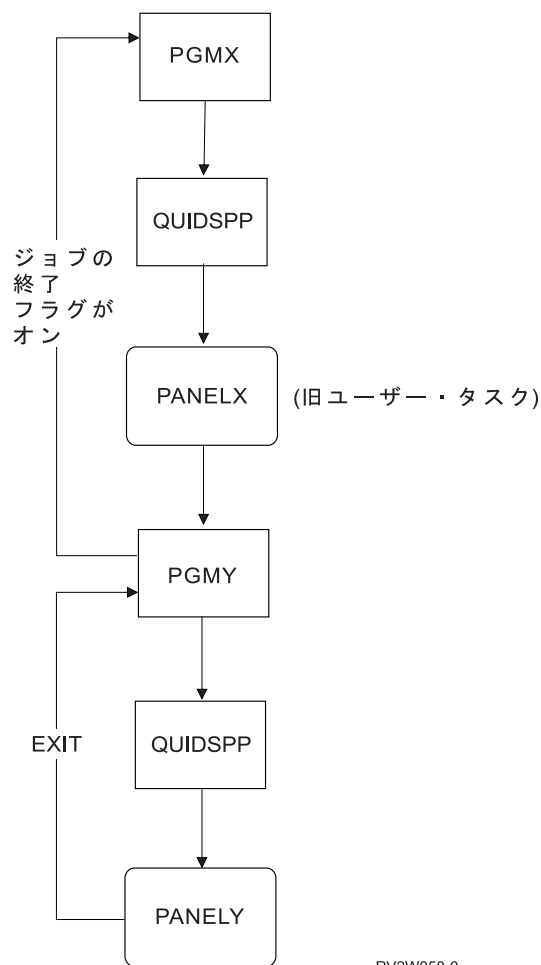 PGMX
QUIDSPP
ジョブの
終了
フラグが
オン
PANELX
(旧ユーザー・タスク)
PGMY
EXIT
QUIDSPP
PANELY